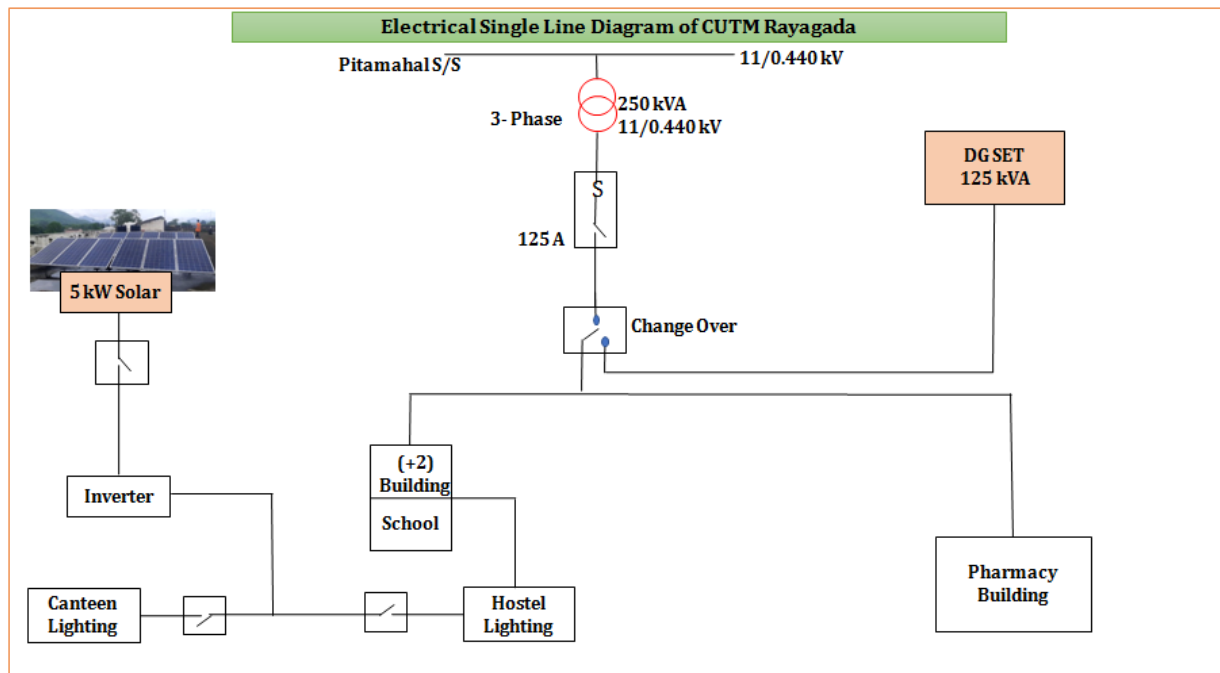 Electrical Single Line Diagram of CUTM Rayagada
Pitamahal S/S
11/0.440 kV
250 kVA
3- Phase
11/0.440 kV
DG SET
125 kVA
S
125 A
5 kW Solar
Change Over
(+2)
Building
School
Inverter
Canteen
Lighting
Hostel
Lighting
Pharmacy
Building